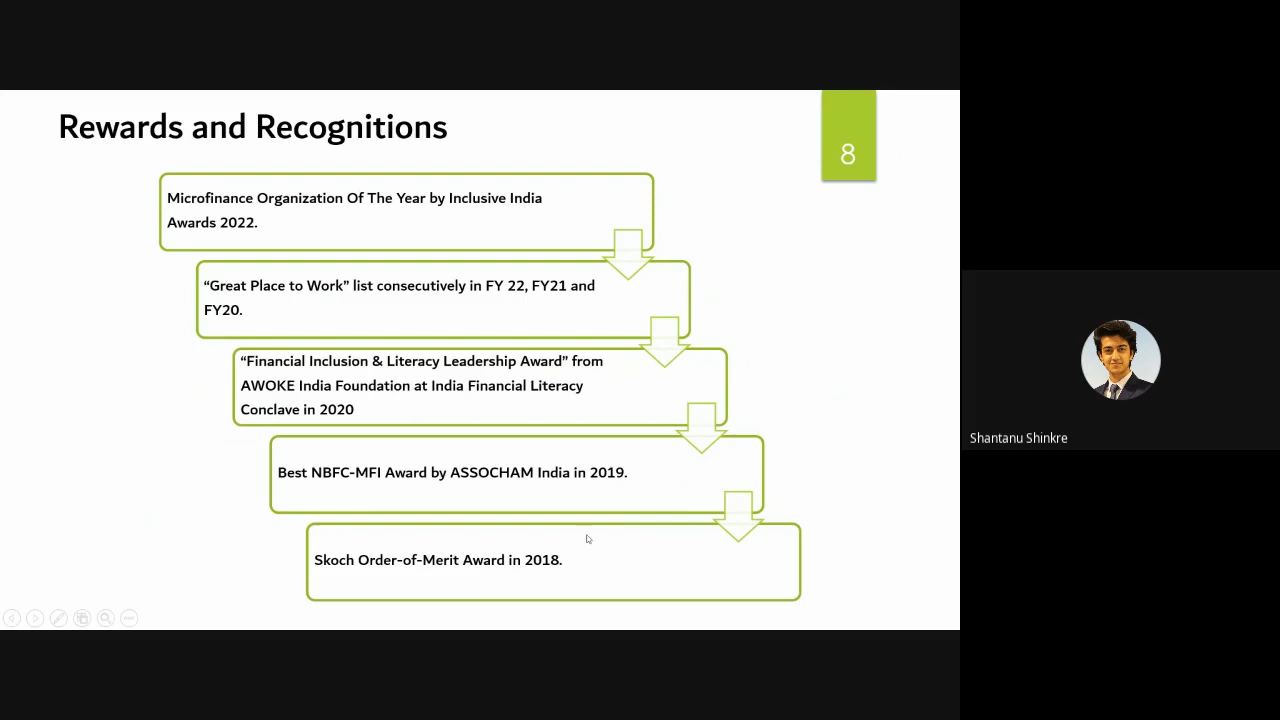 Rewards and Recognitions
8
Microfinance Organization Of The Year by Inclusive India
Awards 2022.
“Great Place to Work” list consecutively in FY 22, FY21 and
FY20.
“Financial Inclusion & Literacy Leadership Award” from
AWOKE India Foundation at India Financial Literacy
Conclave in 2020
Best NBFC-MFI Award by ASSOCHAM India in 2019.
Skoch Order-of-Merit Award in 2018.
Shantanu Shinkre